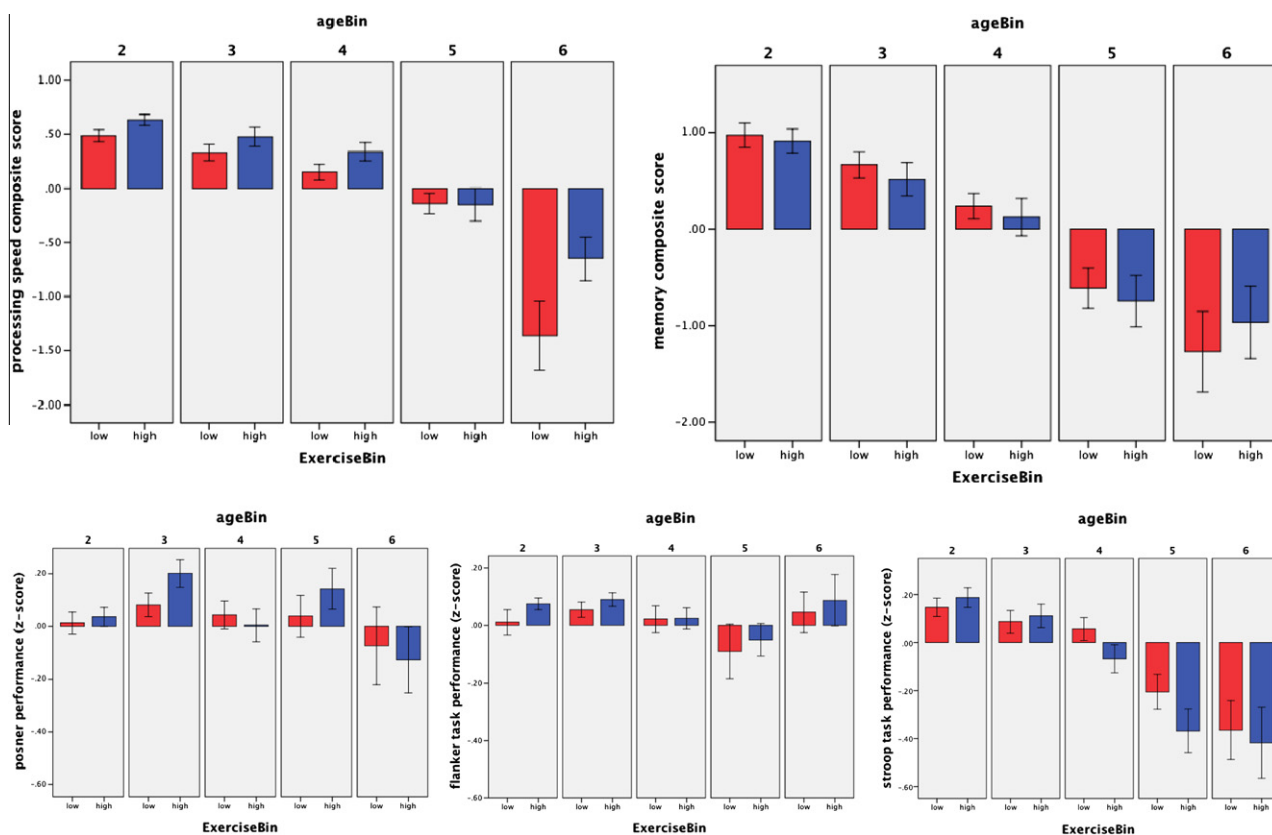 ageBin
2 3 4 5 6
processing speed composite score
1.00
.50
.00
-.50
-1.00
-1.50
-2.00
low high low high low high low high low high
ExerciseBin
ageBin
2 3 4 5 6
memory composite score
1.00
.00
-1.00
-2.00
low high low high low high low high low high
ExerciseBin
ageBin
2 3 4 5 6
posner performance (z-score)
.20
.00
-.20
-.40
-.60
low high low high low high low high low high
ExerciseBin
ageBin
2 3 4 5 6
flanker task performance (z-score)
.20
.00
-.20
-.40
-.60
low high low high low high low high low high
ExerciseBin
ageBin
2 3 4 5 6
stroop task performance (z-score)
.20
.00
-.20
-.40
-.60
low high low high low high low high low high
ExerciseBin